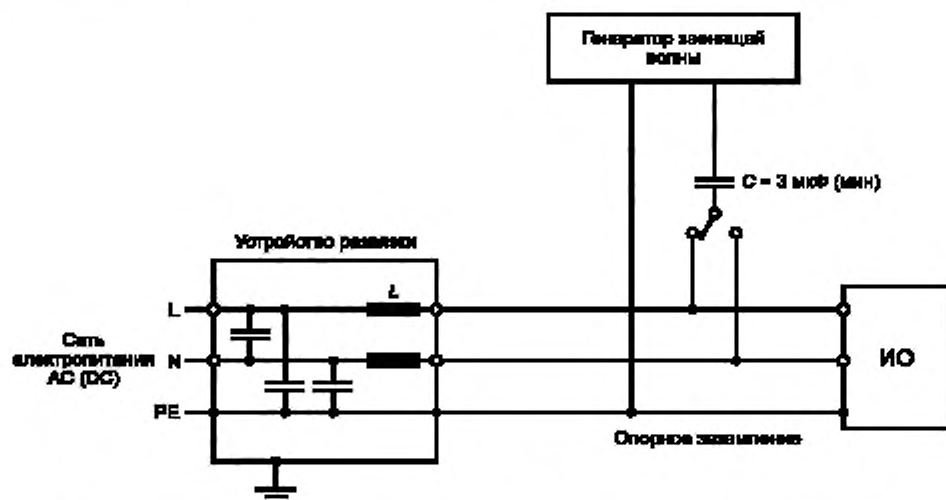 Генератор звенящей
волны
C = 3 мкФ (мин)
Устройство развязки
L
L
Сеть
электропитания
AC (DC)
N
ИО
PE
Опорное заземление